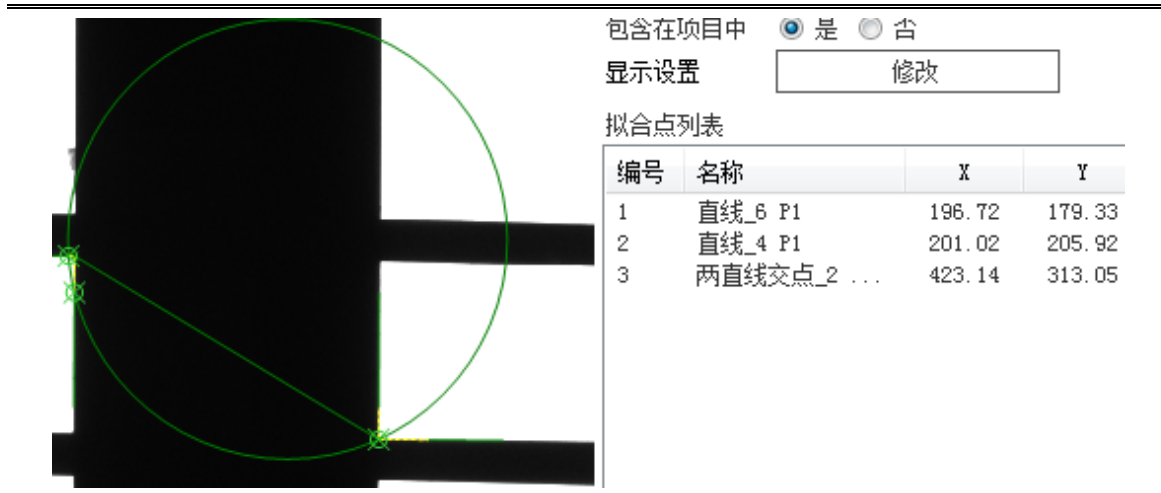 包含在项目中 是 否
显示设置 修改
拟合点列表
编号 名称 X Y
1 直线_6 P1 196.72 179.33
2 直线_4 P1 201.02 205.92
3 两直线交点_2 ... 423.14 313.05